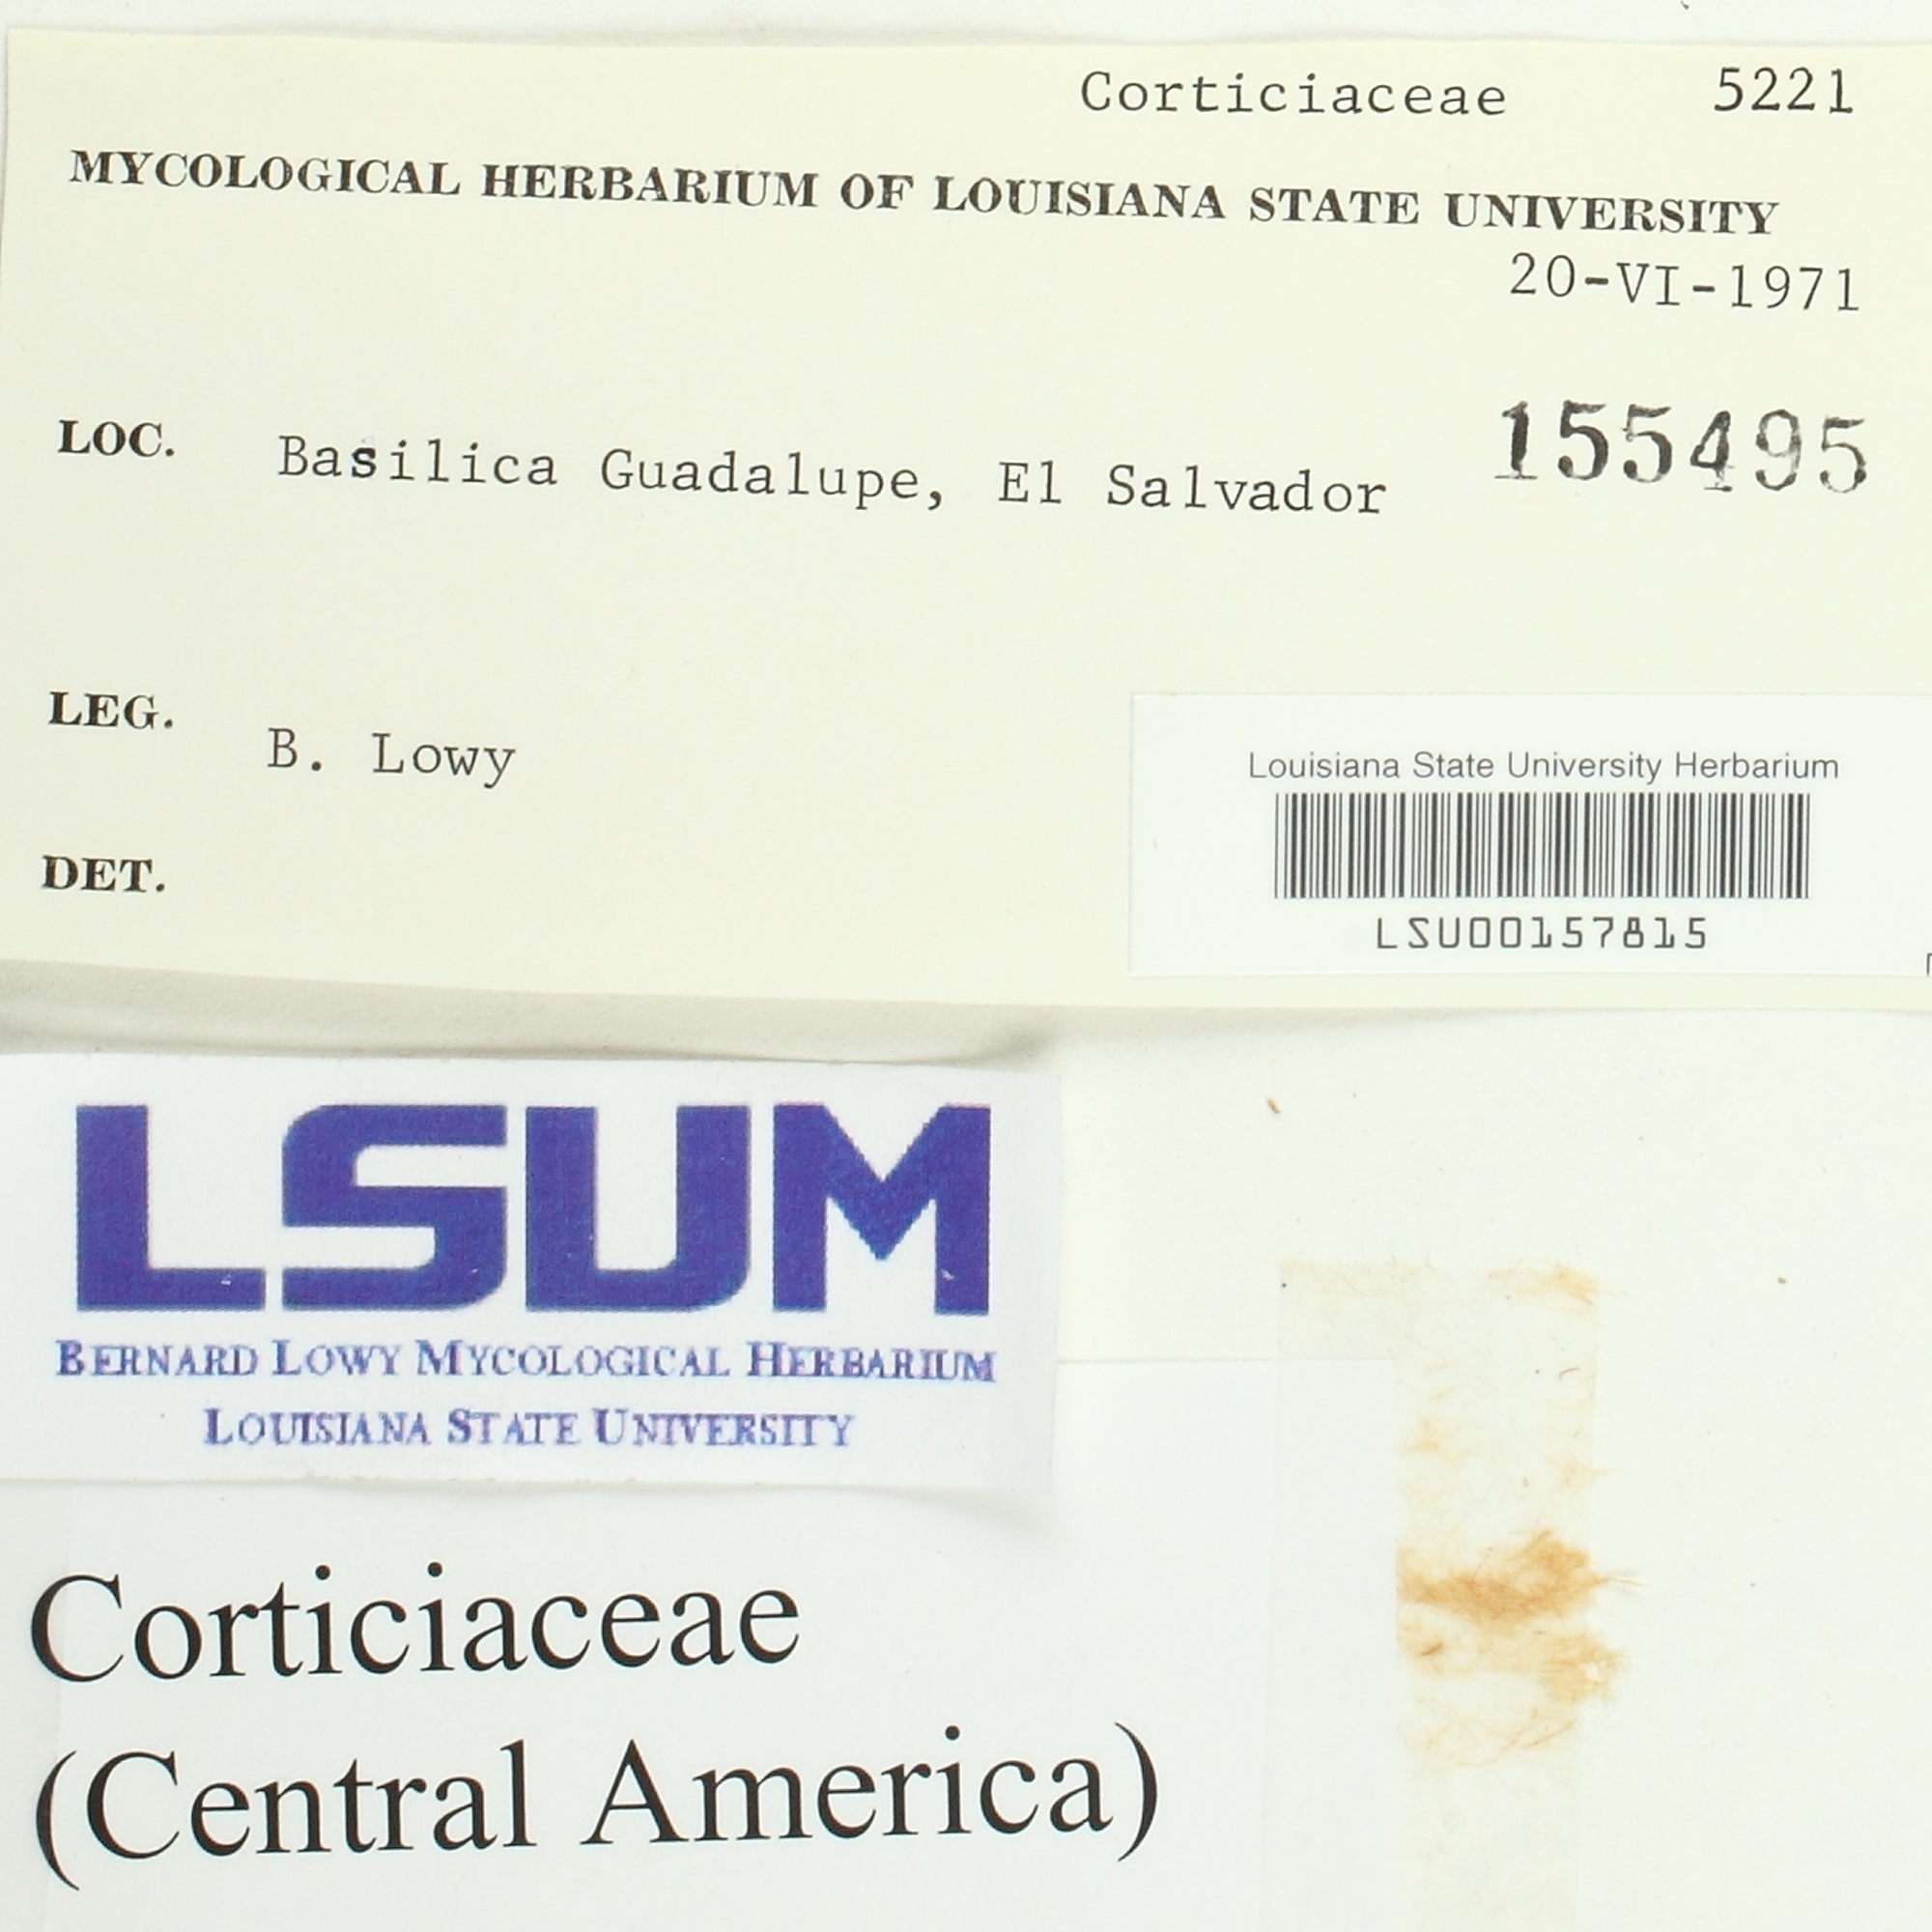 Corticiaceae 5221
MYCOLOGICAL HERBARIUM OF LOUISIANA STATE UNIVERSITY
20-VI-1971
155495
LOC. Basilica Guadalupe, El Salvador
LEG. B. Lowy
DET.
Louisiana State University Herbarium
LSU00157815
LSUM
BERNARD LOWY MYCOLOGICAL HERBARIUM
LOUISIANA STATE UNIVERSITY
Corticiaceae
(Central America)